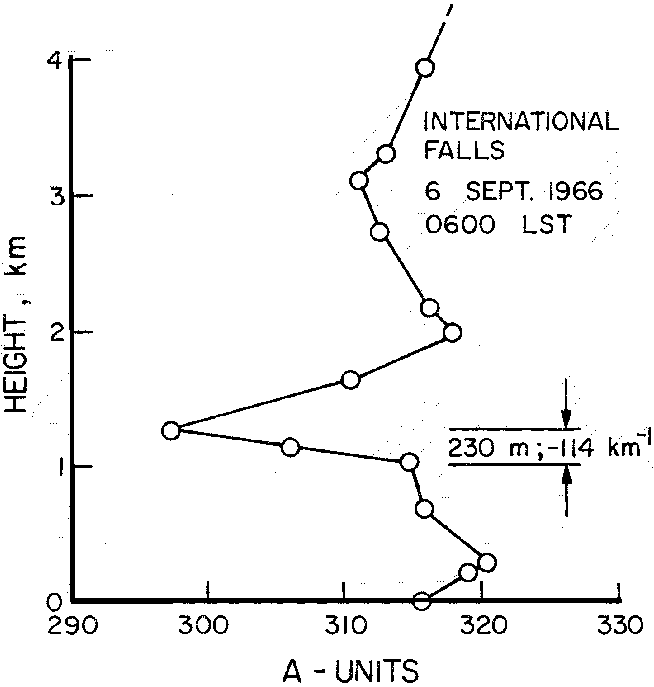 4
INTERNATIONAL
FALLS
6 SEPT. 1966
0600 LST
3
2
230 m;-114 km⁻¹
1
0
HEIGHT, km
290 300 310 320 330
A - UNITS